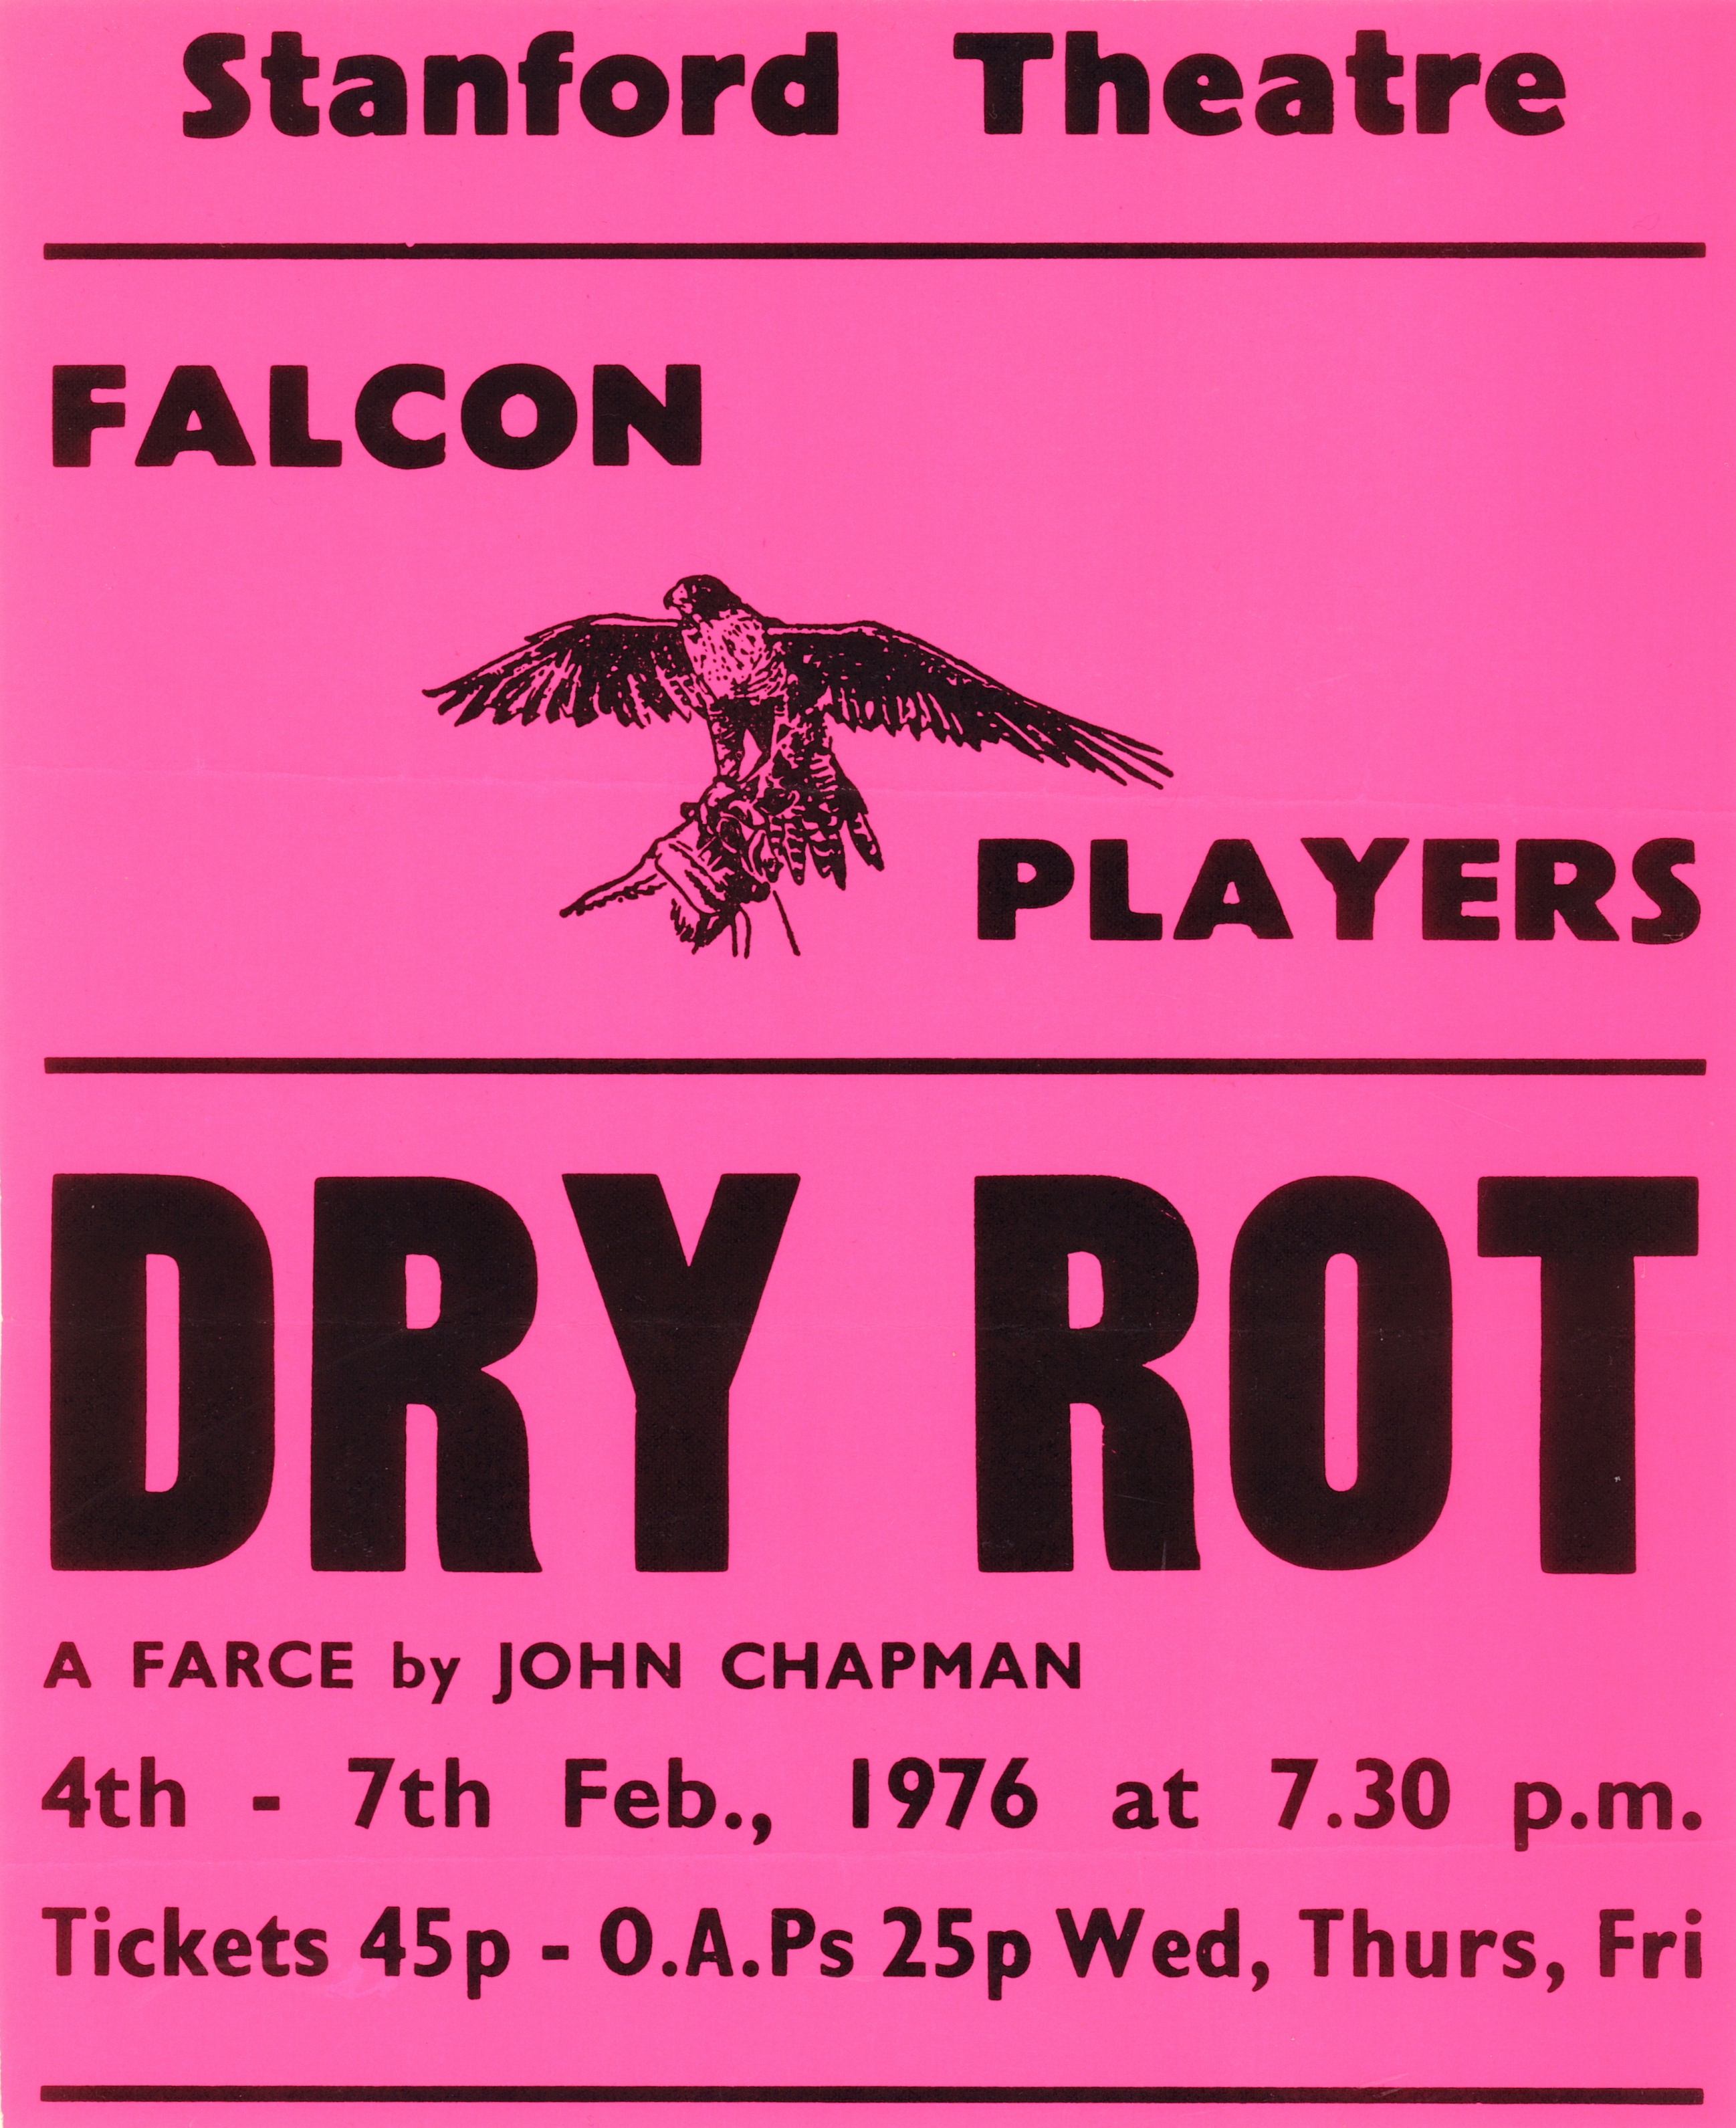 Stanford Theatre
FALCON
PLAYERS
DRY ROT
A FARCE by JOHN CHAPMAN
4th - 7th Feb., 1976 at 7.30 p.m.
Tickets 45p - O.A.Ps 25p Wed, Thurs, Fri